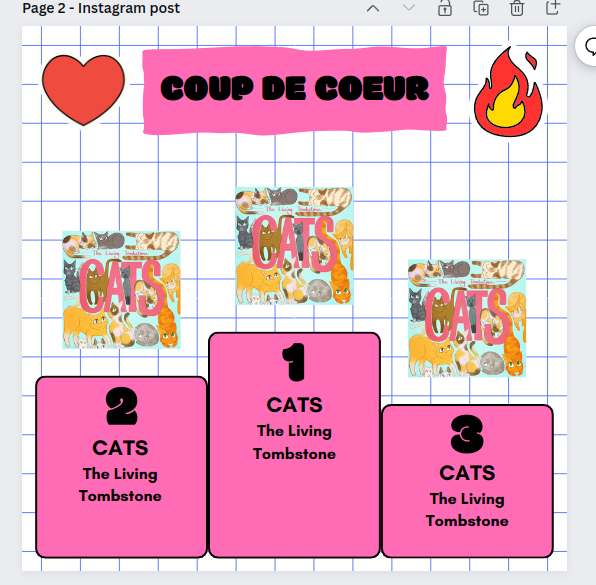 Page 2 - Instagram post
COUP DE COEUR
The Living Tombstone
CATS
The Living Tombstone
CATS
The Living Tombstone
CATS
1
CATS
The Living
Tombstone
2
CATS
The Living
Tombstone
3
CATS
The Living
Tombstone